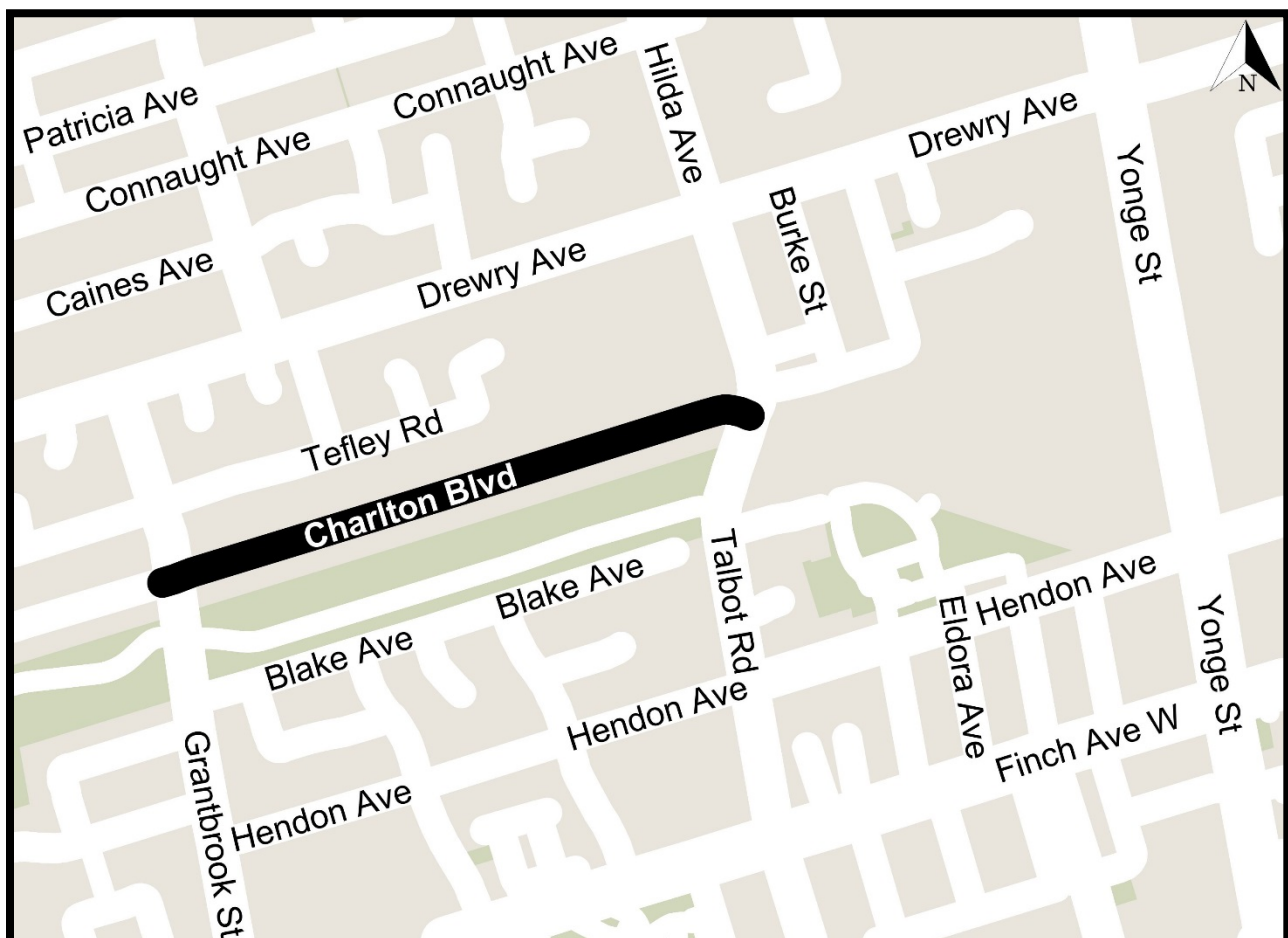 Patricia Ave
Connaught Ave
Connaught Ave
Hilda Ave
Drewry Ave
N
Caines Ave
Drewry Ave
Burke St
Yonge St
Tefley Rd
Charlton Blvd
Blake Ave
Blake Ave
Talbot Rd
Hendon Ave
Eldora Ave
Yonge St
Hendon Ave
Finch Ave W
Grantbrook St
Hendon Ave